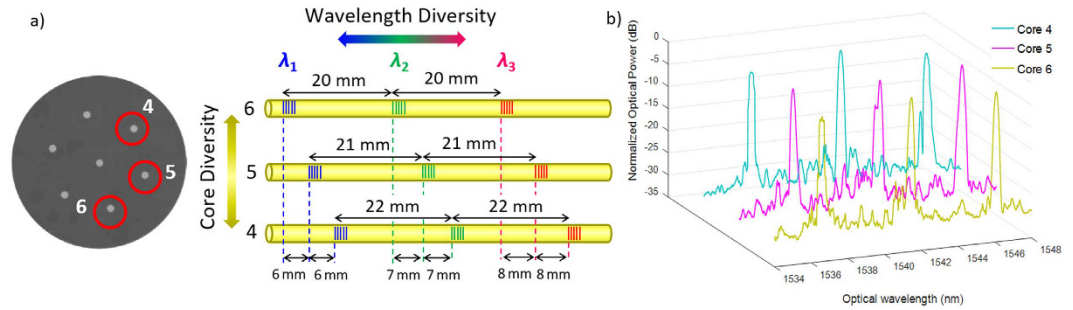 a)
4
5
6
Wavelength Diversity
λ1 λ2 λ3
20 mm 20 mm
6
21 mm 21 mm
5
22 mm 22 mm
4
6 mm 6 mm 7 mm 7 mm 8 mm 8 mm
Core Diversity
b)
Core 4
Core 5
Core 6
Normalized Optical Power (dB)
0
-5
-10
-15
-20
-25
-30
-35
1534 1536 1538 1540 1542 1544 1546 1548
Optical wavelength (nm)